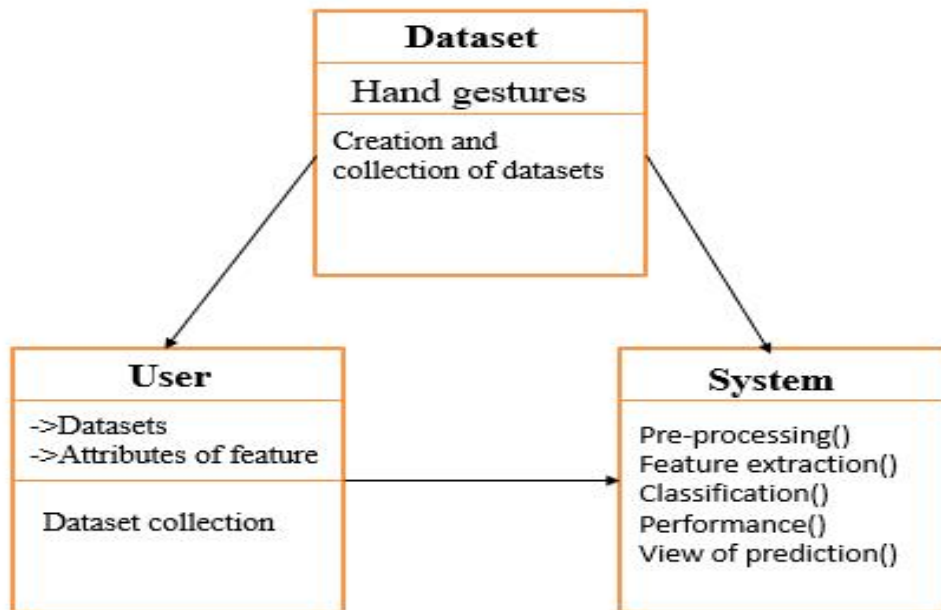 Dataset
Hand gestures
Creation and
collection of datasets
User
->Datasets
->Attributes of feature
Dataset collection
System
Pre-processing()
Feature extraction()
Classification()
Performance()
View of prediction()